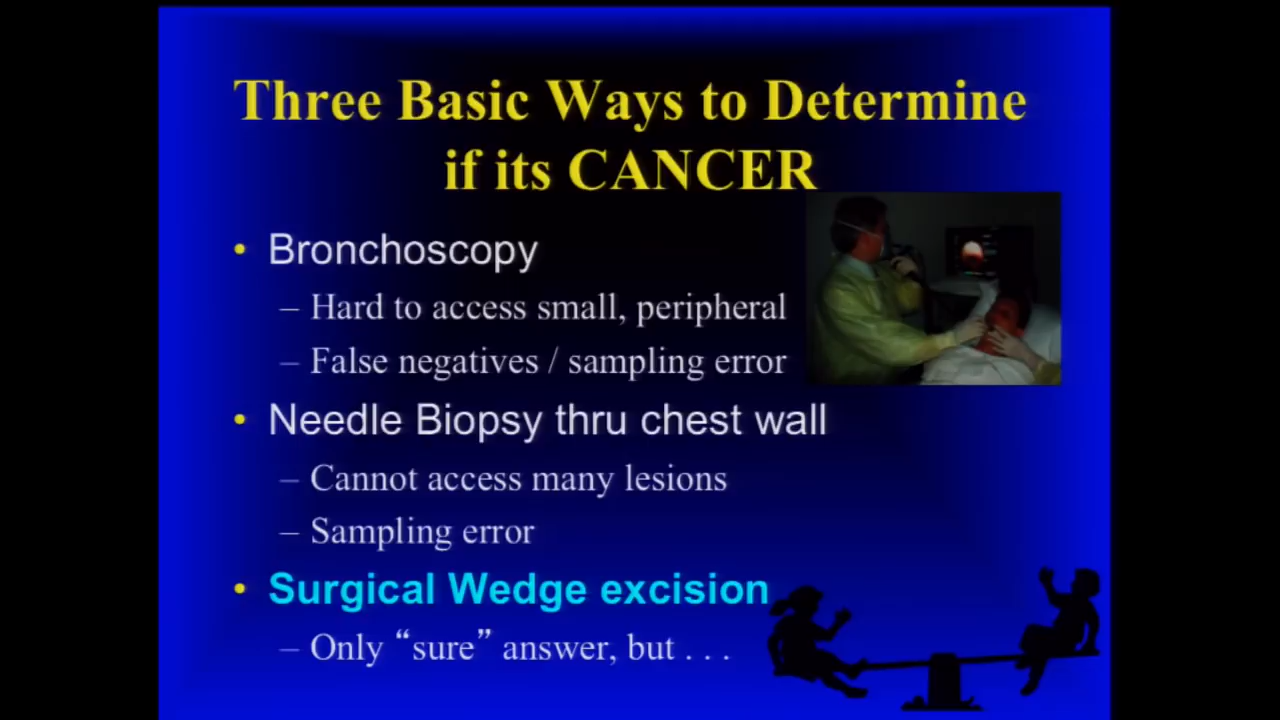 Three Basic Ways to Determine
if its CANCER
• Bronchoscopy
– Hard to access small, peripheral
– False negatives / sampling error
• Needle Biopsy thru chest wall
– Cannot access many lesions
– Sampling error
• Surgical Wedge excision
– Only “sure” answer, but . . .